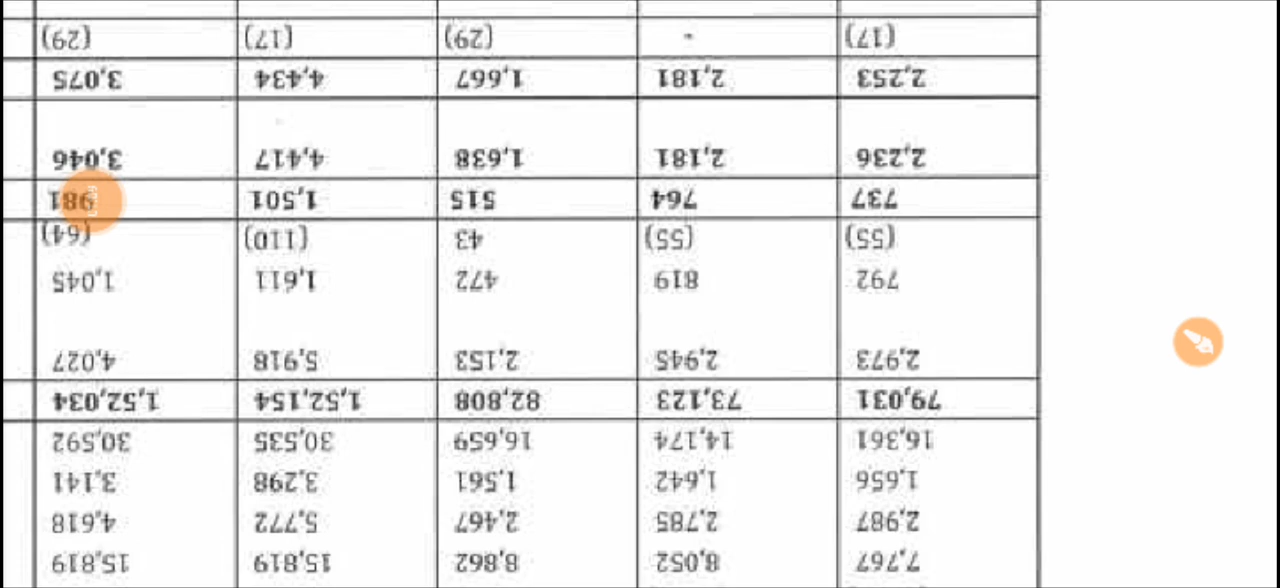 7,767 8,052 8,862 15,819 15,819
2,987 2,785 2,467 5,772 4,618
1,656 1,642 1,561 3,298 3,141
16,361 14,174 16,659 30,535 30,592
79,031 73,123 82,808 1,52,154 1,52,034
2,973 2,945 2,153 5,918 4,027
792 819 472 1,611 1,045
(55) (55) 43 (110) (64)
737 764 515 1,501 981
2,236 2,181 1,638 4,417 3,046
2,253 2,181 1,667 4,434 3,075
(17) - (29) (17) (29)